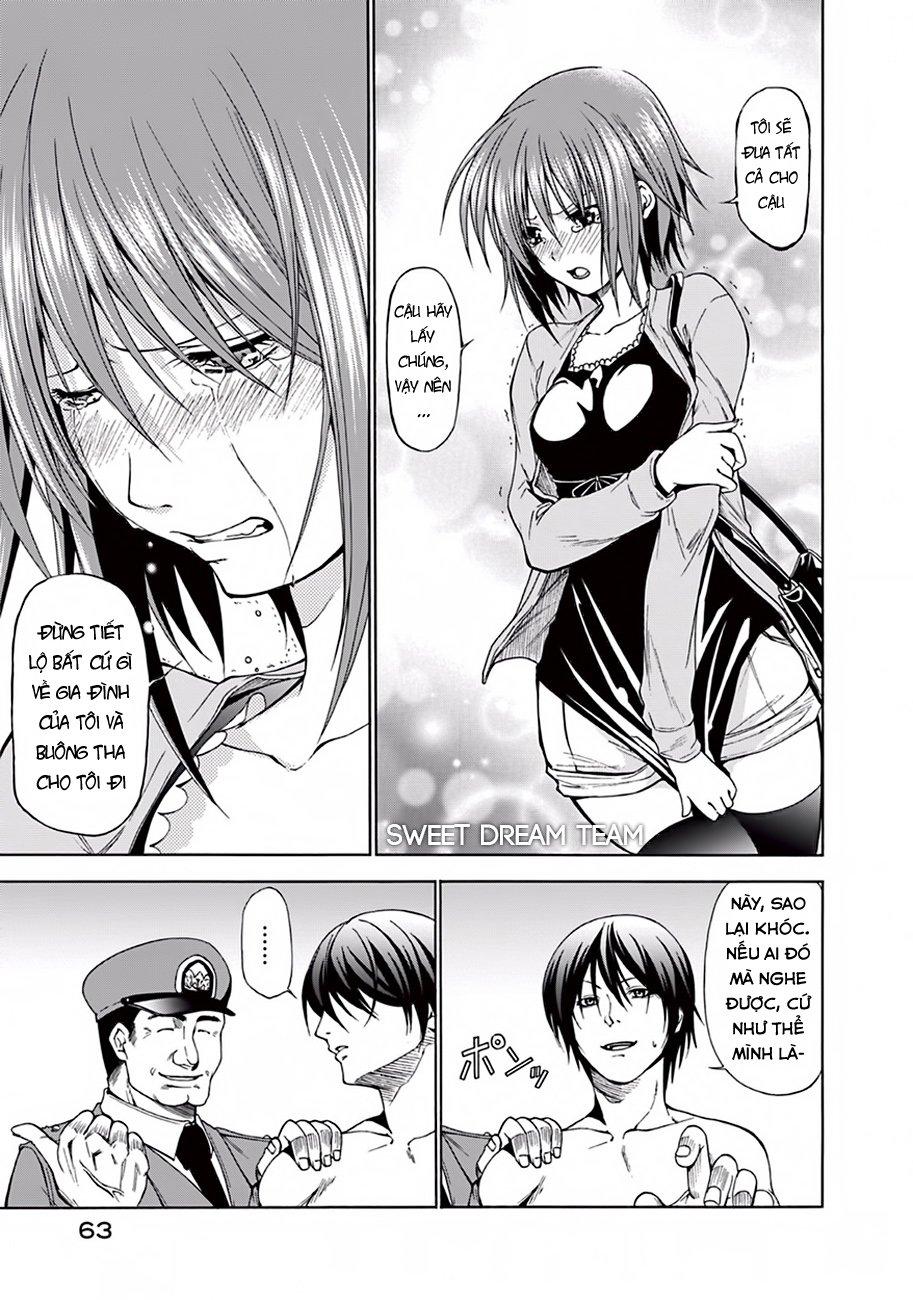 TÔI SẼ
ĐƯA TẤT
CẢ CHO
CẬU
CẬU HÃY
LẤY
CHÚNG,
VẬY NÊN
...
ĐỪNG TIẾT
LỘ BẤT CỨ GÌ
VỀ GIA ĐÌNH
CỦA TÔI VÀ
BUÔNG THA
CHO TÔI ĐI
SWEET DREAM TEAM
NÀY, SAO
LẠI KHÓC.
NẾU AI ĐÓ
MÀ NGHE
ĐƯỢC, CỨ
NHƯ THỂ
MÌNH LÀ-
ポンッ
......
63